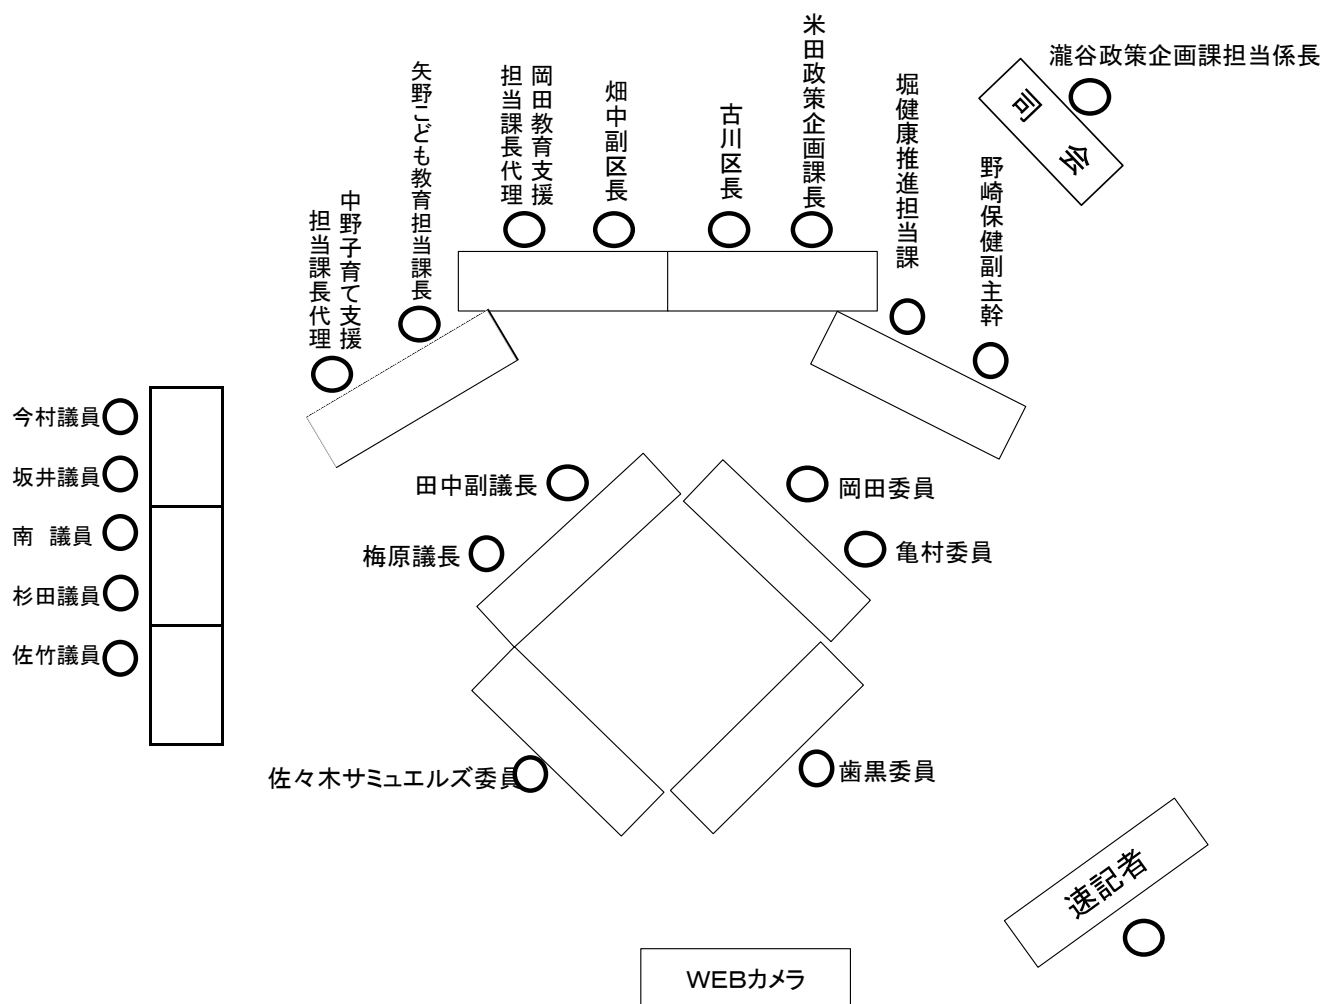 瀧谷政策企画課担当係長
司会
米田政策企画課長
堀健康推進担当課
野崎保健副主幹
古川区長
畑中副区長
岡田教育支援
担当課長代理
矢野こども教育担当課長
中野子育て支援
担当課長代理
今村議員
坂井議員
南　議員
杉田議員
佐竹議員
田中副議長
岡田委員
梅原議長
亀村委員
佐々木サミュエルズ委員
歯黒委員
速記者
WEBカメラ